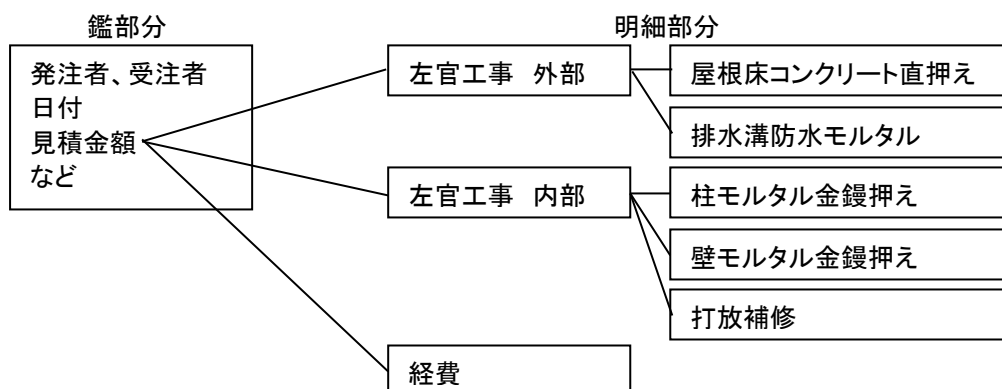 鑑部分
明細部分
発注者、受注者
日付
見積金額
など
左官工事 外部
屋根床コンクリート直押え
排水溝防水モルタル
左官工事 内部
柱モルタル金鏝押え
壁モルタル金鏝押え
打放補修
経費